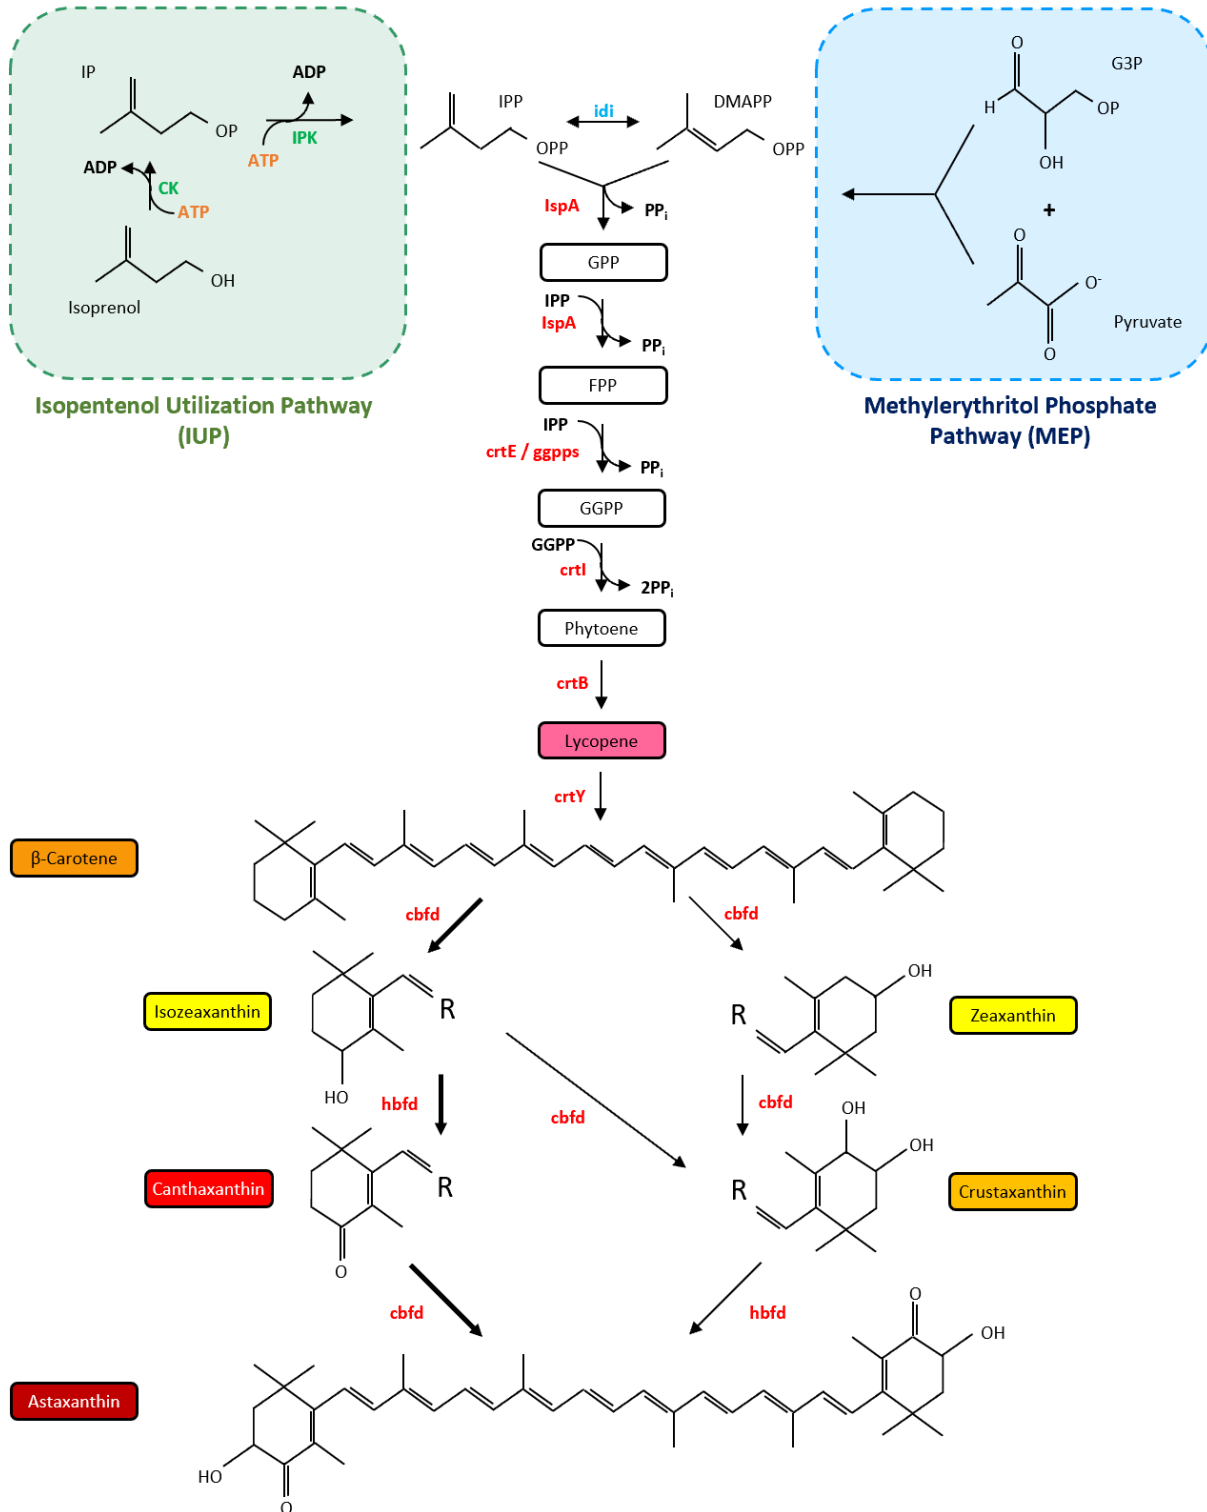 IP
ADP
OP
IPK
ATP
ADP
CK
ATP
OH
Isoprenol
Isopentenol Utilization Pathway
(IUP)
IPP
OPP
idi
DMAPP
OPP
O
G3P
H
OP
OH
+
O
O-
O
Pyruvate
Methylerythritol Phosphate
Pathway (MEP)
IspA
PPi
GPP
IPP
IspA
PPi
FPP
IPP
crtE / ggpps
PPi
GGPP
GGPP
crtI
2PPi
Phytoene
crtB
Lycopene
crtY
β-Carotene
cbfd
cbfd
Isozeaxanthin
R
HO
OH
R
Zeaxanthin
hbfd
cbfd
cbfd
Canthaxanthin
R
O
OH
OH
R
Crustaxanthin
cbfd
hbfd
Astaxanthin
HO
O
O
OH